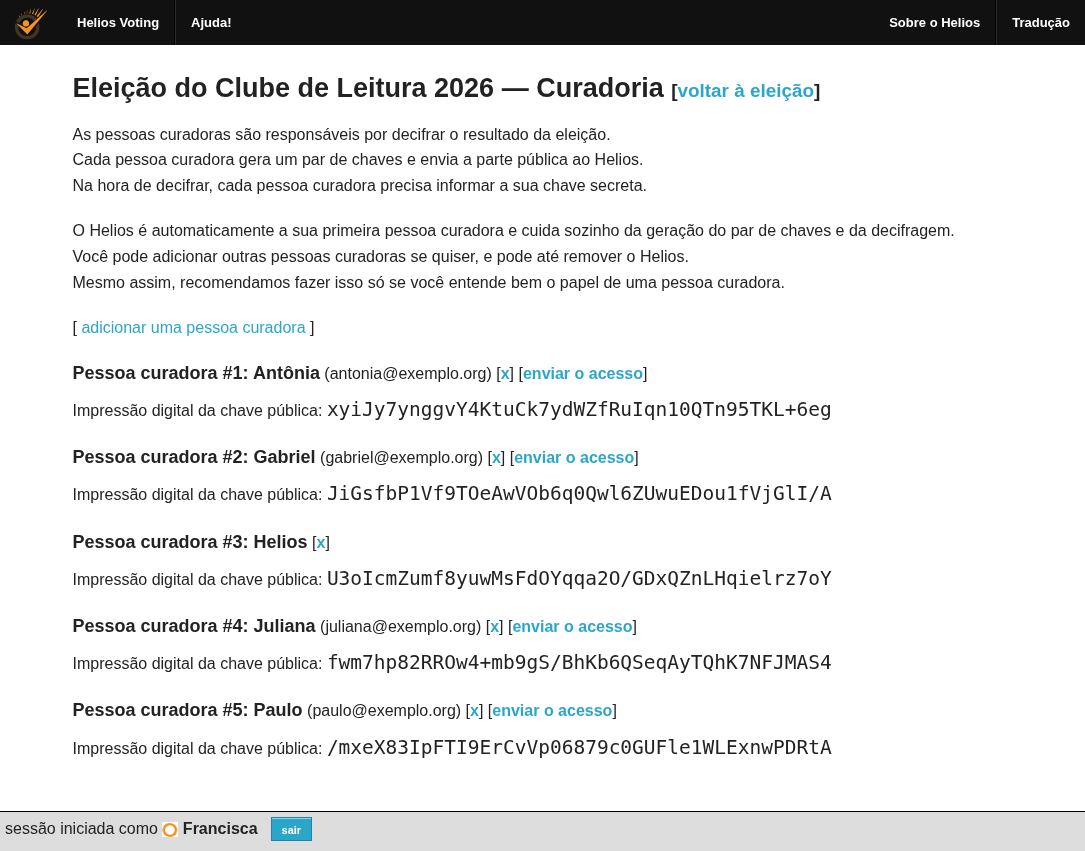 Helios Voting Ajuda! Sobre o Helios Tradução
Eleição do Clube de Leitura 2026 — Curadoria [voltar à eleição]
As pessoas curadoras são responsáveis por decifrar o resultado da eleição.
Cada pessoa curadora gera um par de chaves e envia a parte pública ao Helios.
Na hora de decifrar, cada pessoa curadora precisa informar a sua chave secreta.
O Helios é automaticamente a sua primeira pessoa curadora e cuida sozinho da geração do par de chaves e da decifragem.
Você pode adicionar outras pessoas curadoras se quiser, e pode até remover o Helios.
Mesmo assim, recomendamos fazer isso só se você entende bem o papel de uma pessoa curadora.
[ adicionar uma pessoa curadora ]
Pessoa curadora #1: Antônia (antonia@exemplo.org) [x] [enviar o acesso]
Impressão digital da chave pública: xyiJy7ynggvY4KtuCk7ydWZfRuIqn10QTn95TKL+6eg
Pessoa curadora #2: Gabriel (gabriel@exemplo.org) [x] [enviar o acesso]
Impressão digital da chave pública: JiGsfbP1Vf9TOeAwVOb6q0Qwl6ZUwuEDou1fVjGlI/A
Pessoa curadora #3: Helios [x]
Impressão digital da chave pública: U3oIcmZumf8yuwMsFdOYqqa2O/GDxQZnLHqielrz7oY
Pessoa curadora #4: Juliana (juliana@exemplo.org) [x] [enviar o acesso]
Impressão digital da chave pública: fwm7hp82RROw4+mb9gS/BhKb6QSeqAyTQhK7NFJMAS4
Pessoa curadora #5: Paulo (paulo@exemplo.org) [x] [enviar o acesso]
Impressão digital da chave pública: /mxeX83IpFTI9ErCvVp06879c0GUFle1WLExnwPDRtA
sessão iniciada como Francisca sair